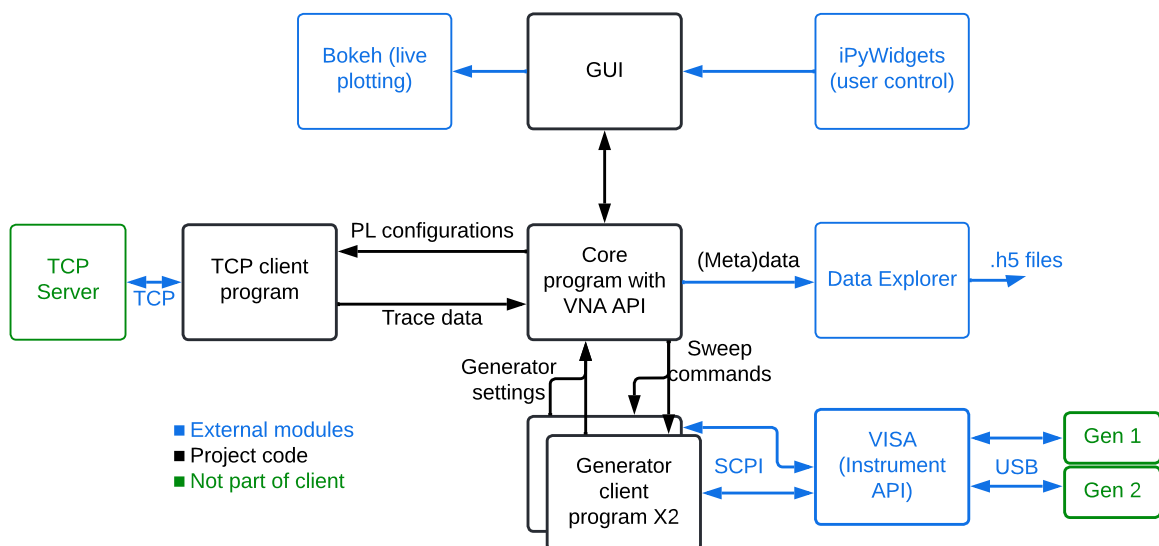 Bokeh (live
plotting)
GUI
iPyWidgets
(user control)
PL configurations
TCP
Server
TCP
TCP client
program
Trace data
Core
program with
VNA API
(Meta)data
Data Explorer
.h5 files
Generator
settings
Sweep
commands
External modules
Project code
Not part of client
Generator
client
program X2
SCPI
VISA
(Instrument
API)
USB
Gen 1
Gen 2